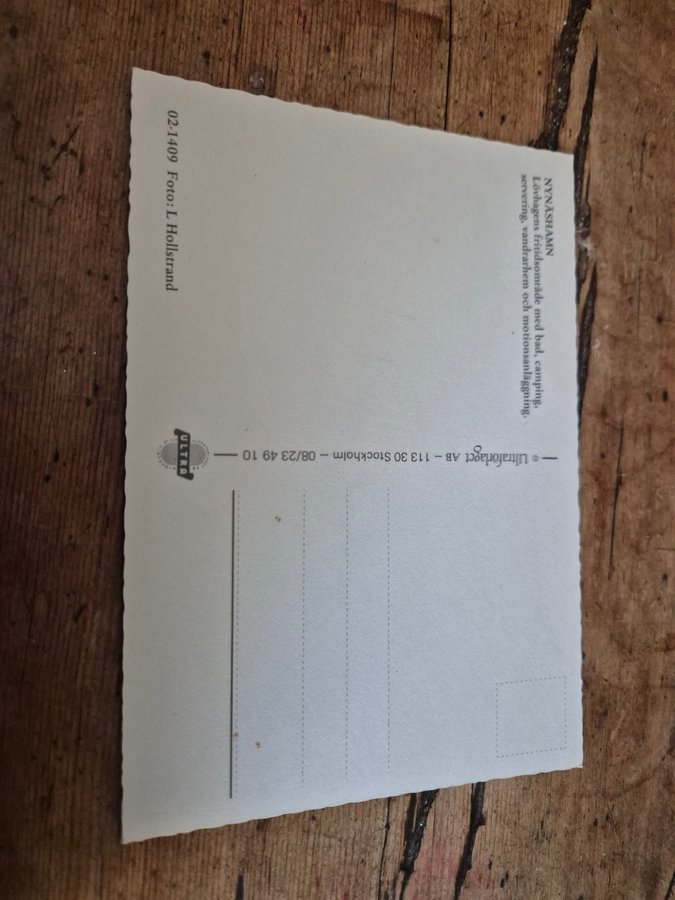 NYNÄSHAMN
Lövhagens fritidsområde med bad, camping,
servering, vandrarhem och motionsanläggning.
© Ultraförlaget AB – 113 30 Stockholm – 08/23 49 10
ULTRA
02-1409 Foto: L Hollstrand